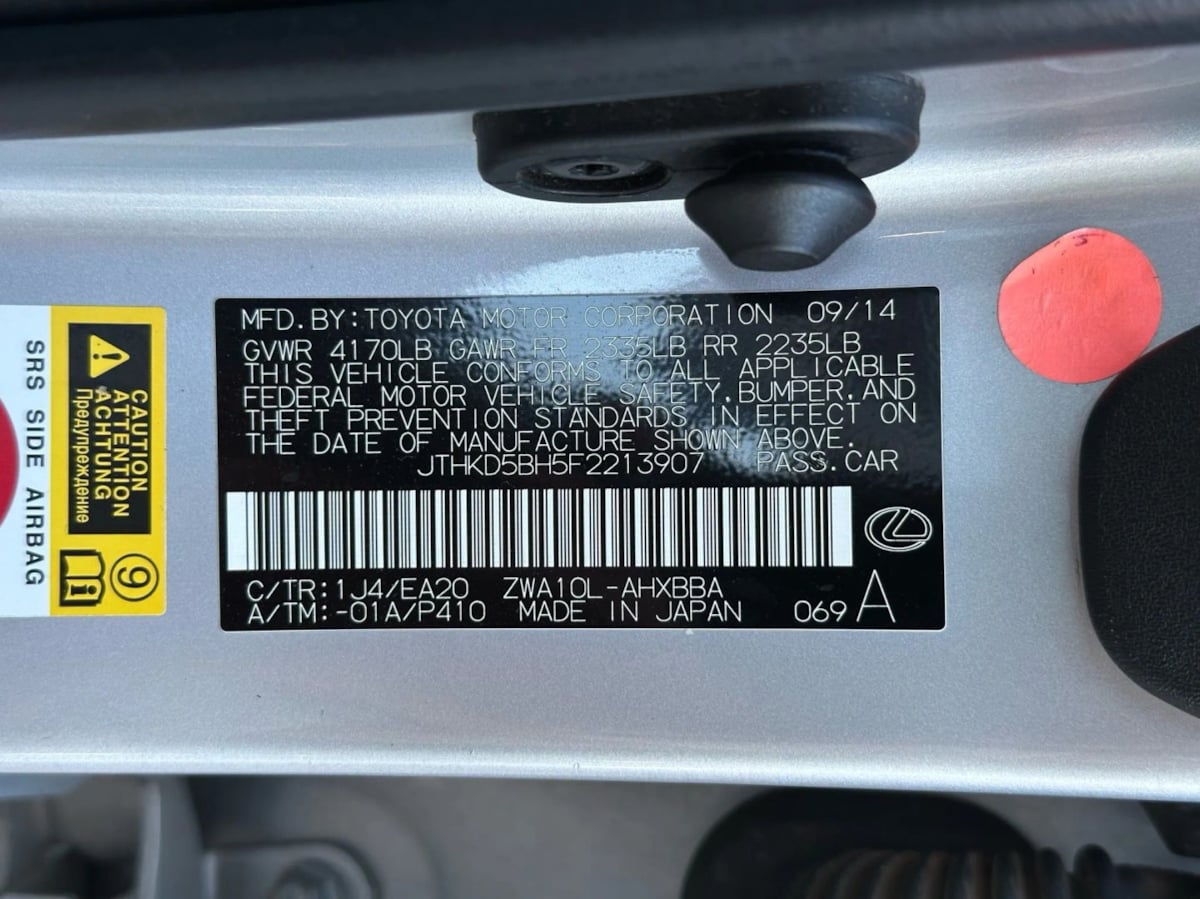 MFD.BY:TOYOTA MOTOR CORPORATION 09/14
GVWR 4170LB GAWR FR 2335LB RR 2235LB
THIS VEHICLE CONFORMS TO ALL APPLICABLE
FEDERAL MOTOR VEHICLE SAFETY,BUMPER,AND
THEFT PREVENTION STANDARDS IN EFFECT ON
THE DATE OF MANUFACTURE SHOWN ABOVE.
JTHKD5BH5F2213907 PASS.CAR
C/TR:1J4/EA20 ZWA10L-AHXBBA
A/TM:-01A/P410 MADE IN JAPAN 069 A
CAUTION
ATTENTION
ACHTUNG
Предупреждение
9
SRS SIDE AIRBAG